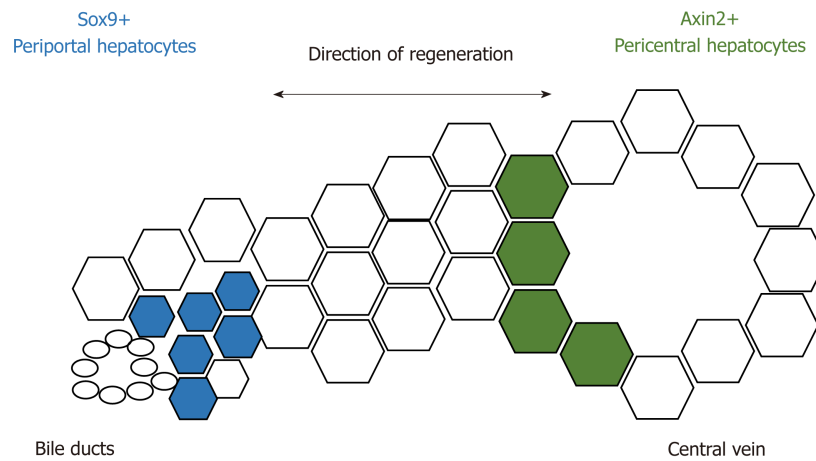 Sox9+
Periportal hepatocytes
Direction of regeneration
Axin2+
Pericentral hepatocytes
Bile ducts
Central vein